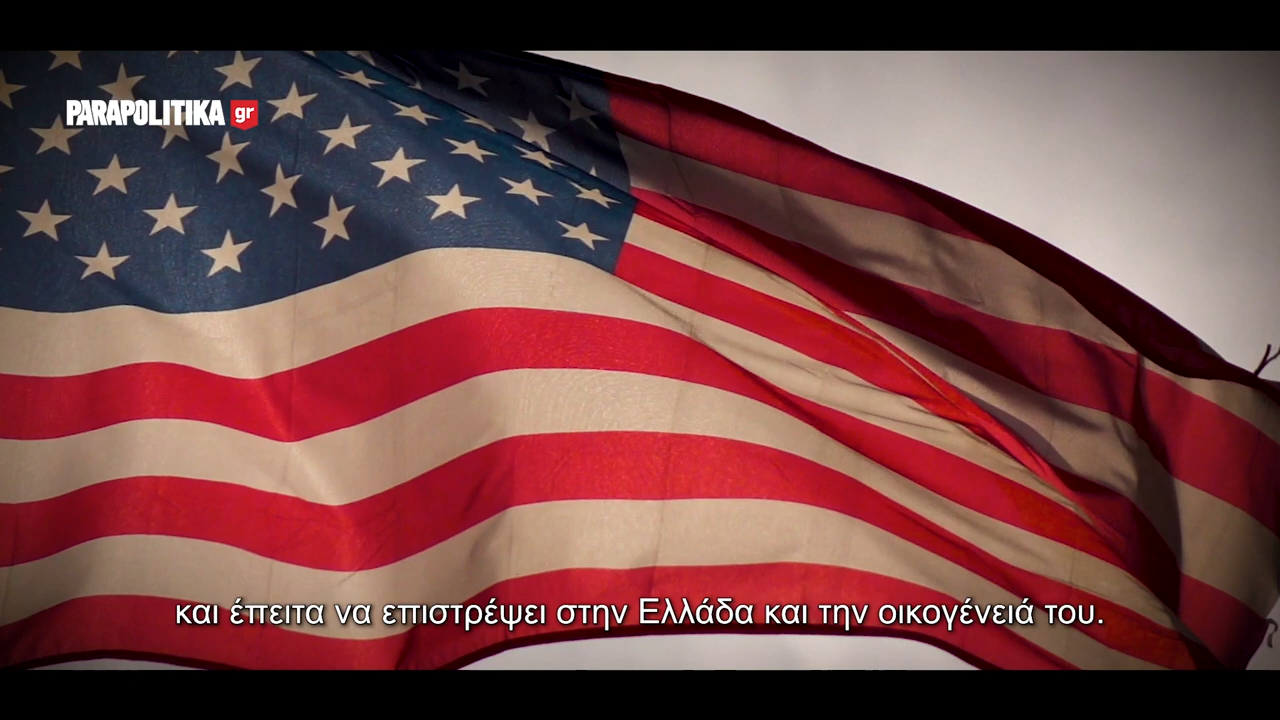 PARAPOLITIKA gr
και έπειτα να επιστρέψει στην Ελλάδα και την οικογένειά του.